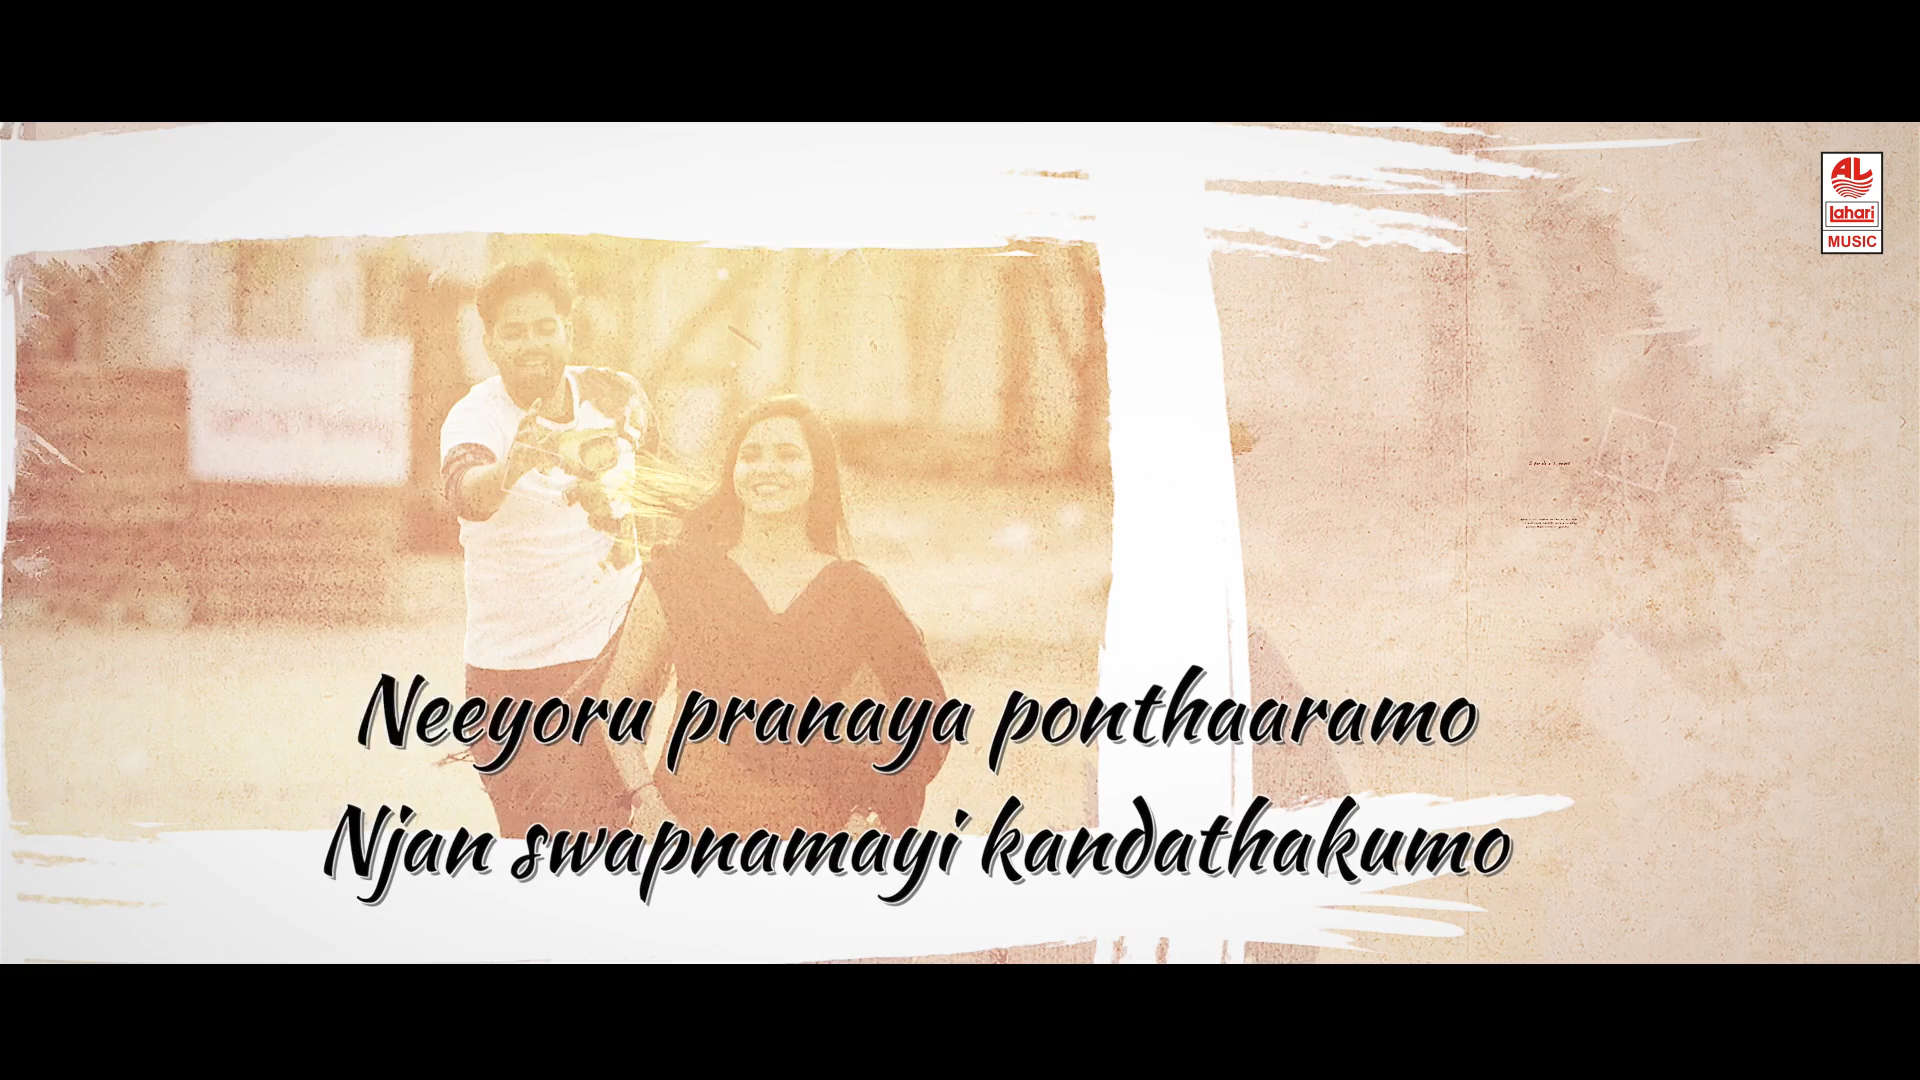 AL
lahari
MUSIC
Neeyoru pranaya ponthaaramo
Njan swapnamayi kandathakumo